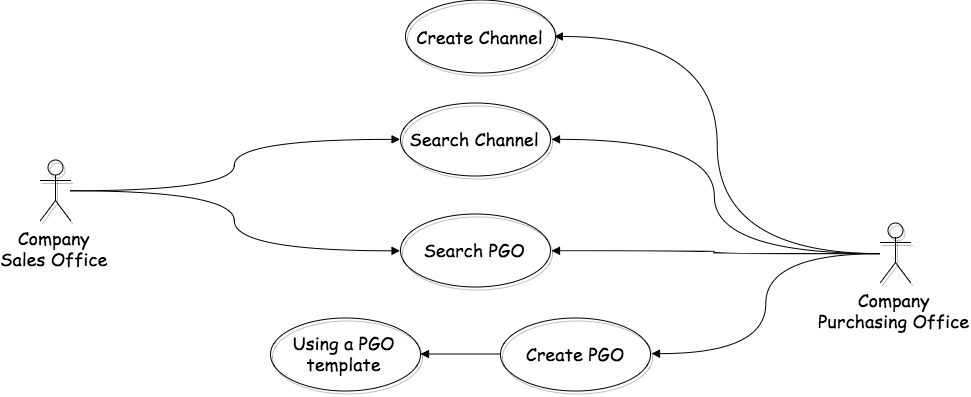 Create Channel
Search Channel
Company
Sales Office
Search PGO
Company
Purchasing Office
Using a PGO
template
Create PGO